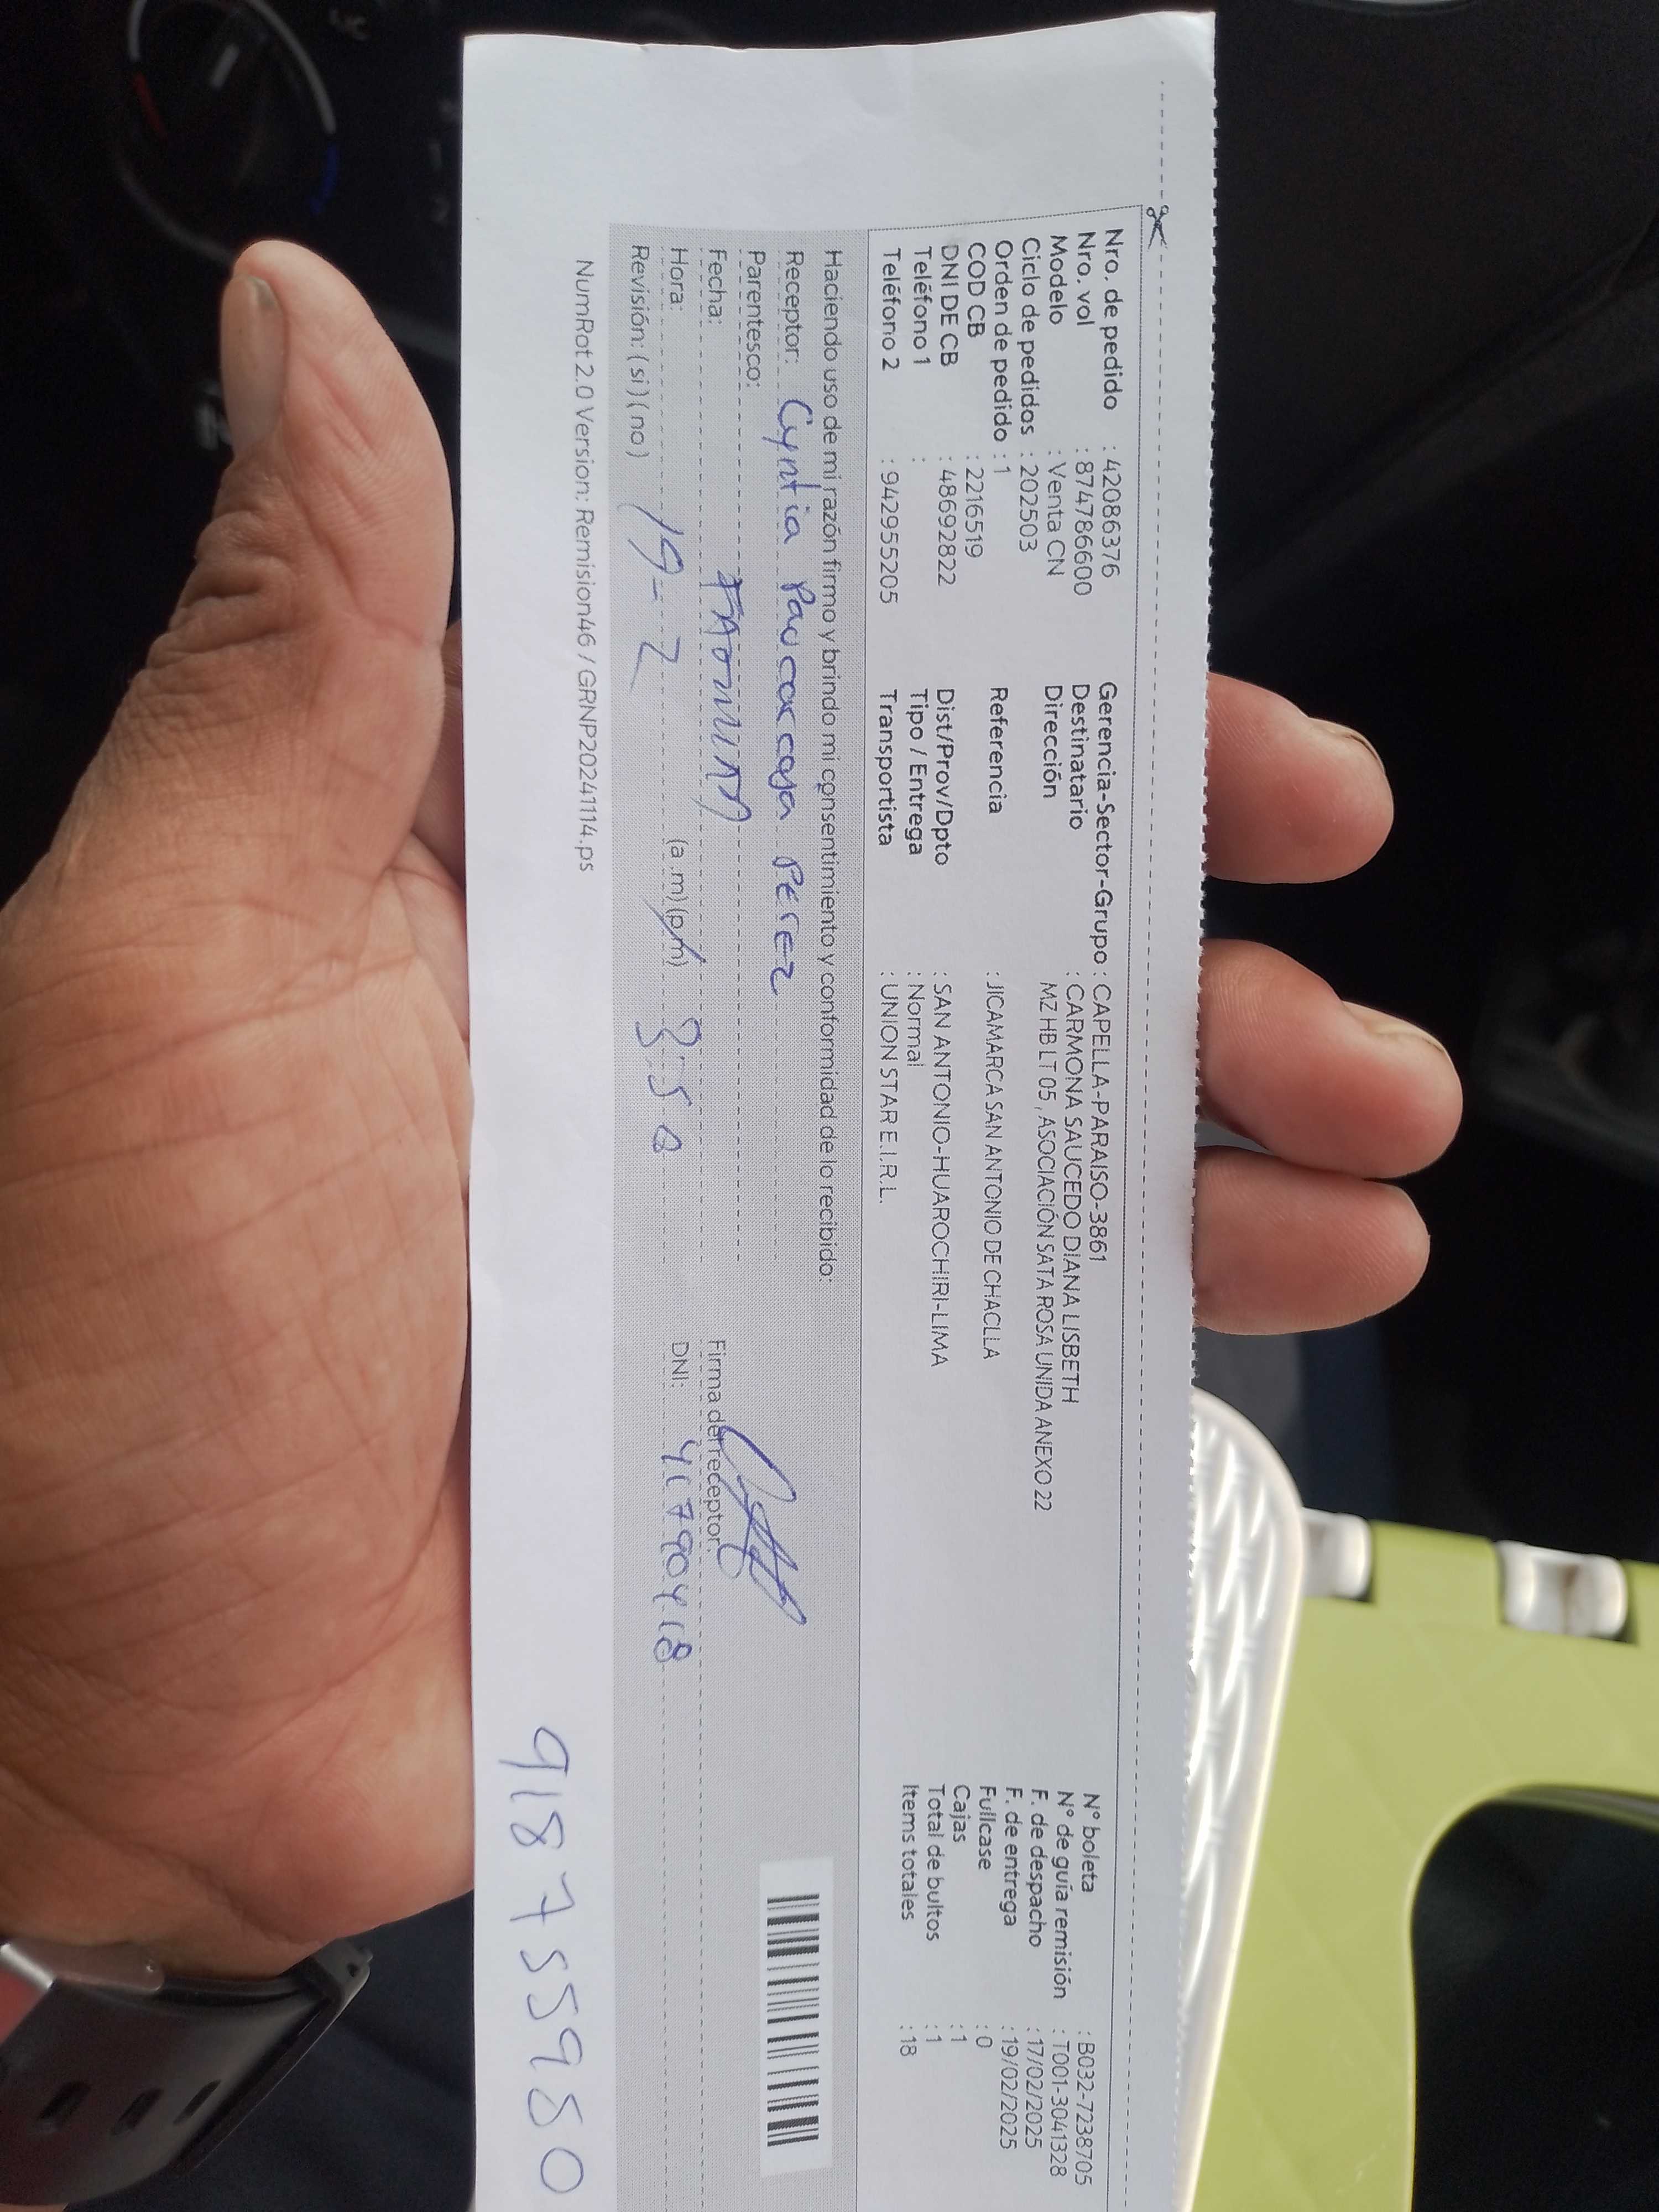 Nro. de pedido : 42086376
Nro. vol : 874786600
Modelo : Venta CN
Ciclo de pedidos : 202503
Orden de pedido : 1
COD CB : 2216519
DNI DE CB : 48692822
Teléfono 1 :
Teléfono 2 : 942955205
Gerencia-Sector-Grupo : CAPELLA-PARAISO-3861
Destinatario : CARMONA SAUCEDO DIANA LISBETH
Dirección MZ HB LT 05 , ASOCIACIÓN SATA ROSA UNIDA ANEXO 22
Referencia : JICAMARCA SAN ANTONIO DE CHACLLA
Dist/Prov/Dpto : SAN ANTONIO-HUAROCHIRI-LIMA
Tipo / Entrega : Normal
Transportista : UNION STAR E.I.R.L.
N° boleta : B032-7238705
N° de guía remisión : T001-3041328
F. de despacho : 17/02/2025
F. de entrega : 19/02/2025
Fullcase : 0
Cajas : 1
Total de bultos : 1
Items totales : 18
Haciendo uso de mi razón firmo y brindo mi consentimiento y conformidad de lo recibido:
Receptor: Cyntia Paucarcaja PErEz
Parentesco:
Fecha:
Hora: (a.m) (p.m)
Revisión: ( si ) ( no ) 19-2
Firma del receptor:
DNI:
NumRot 2.0 Version: Remision46 / GRNP20241114.ps
918755980